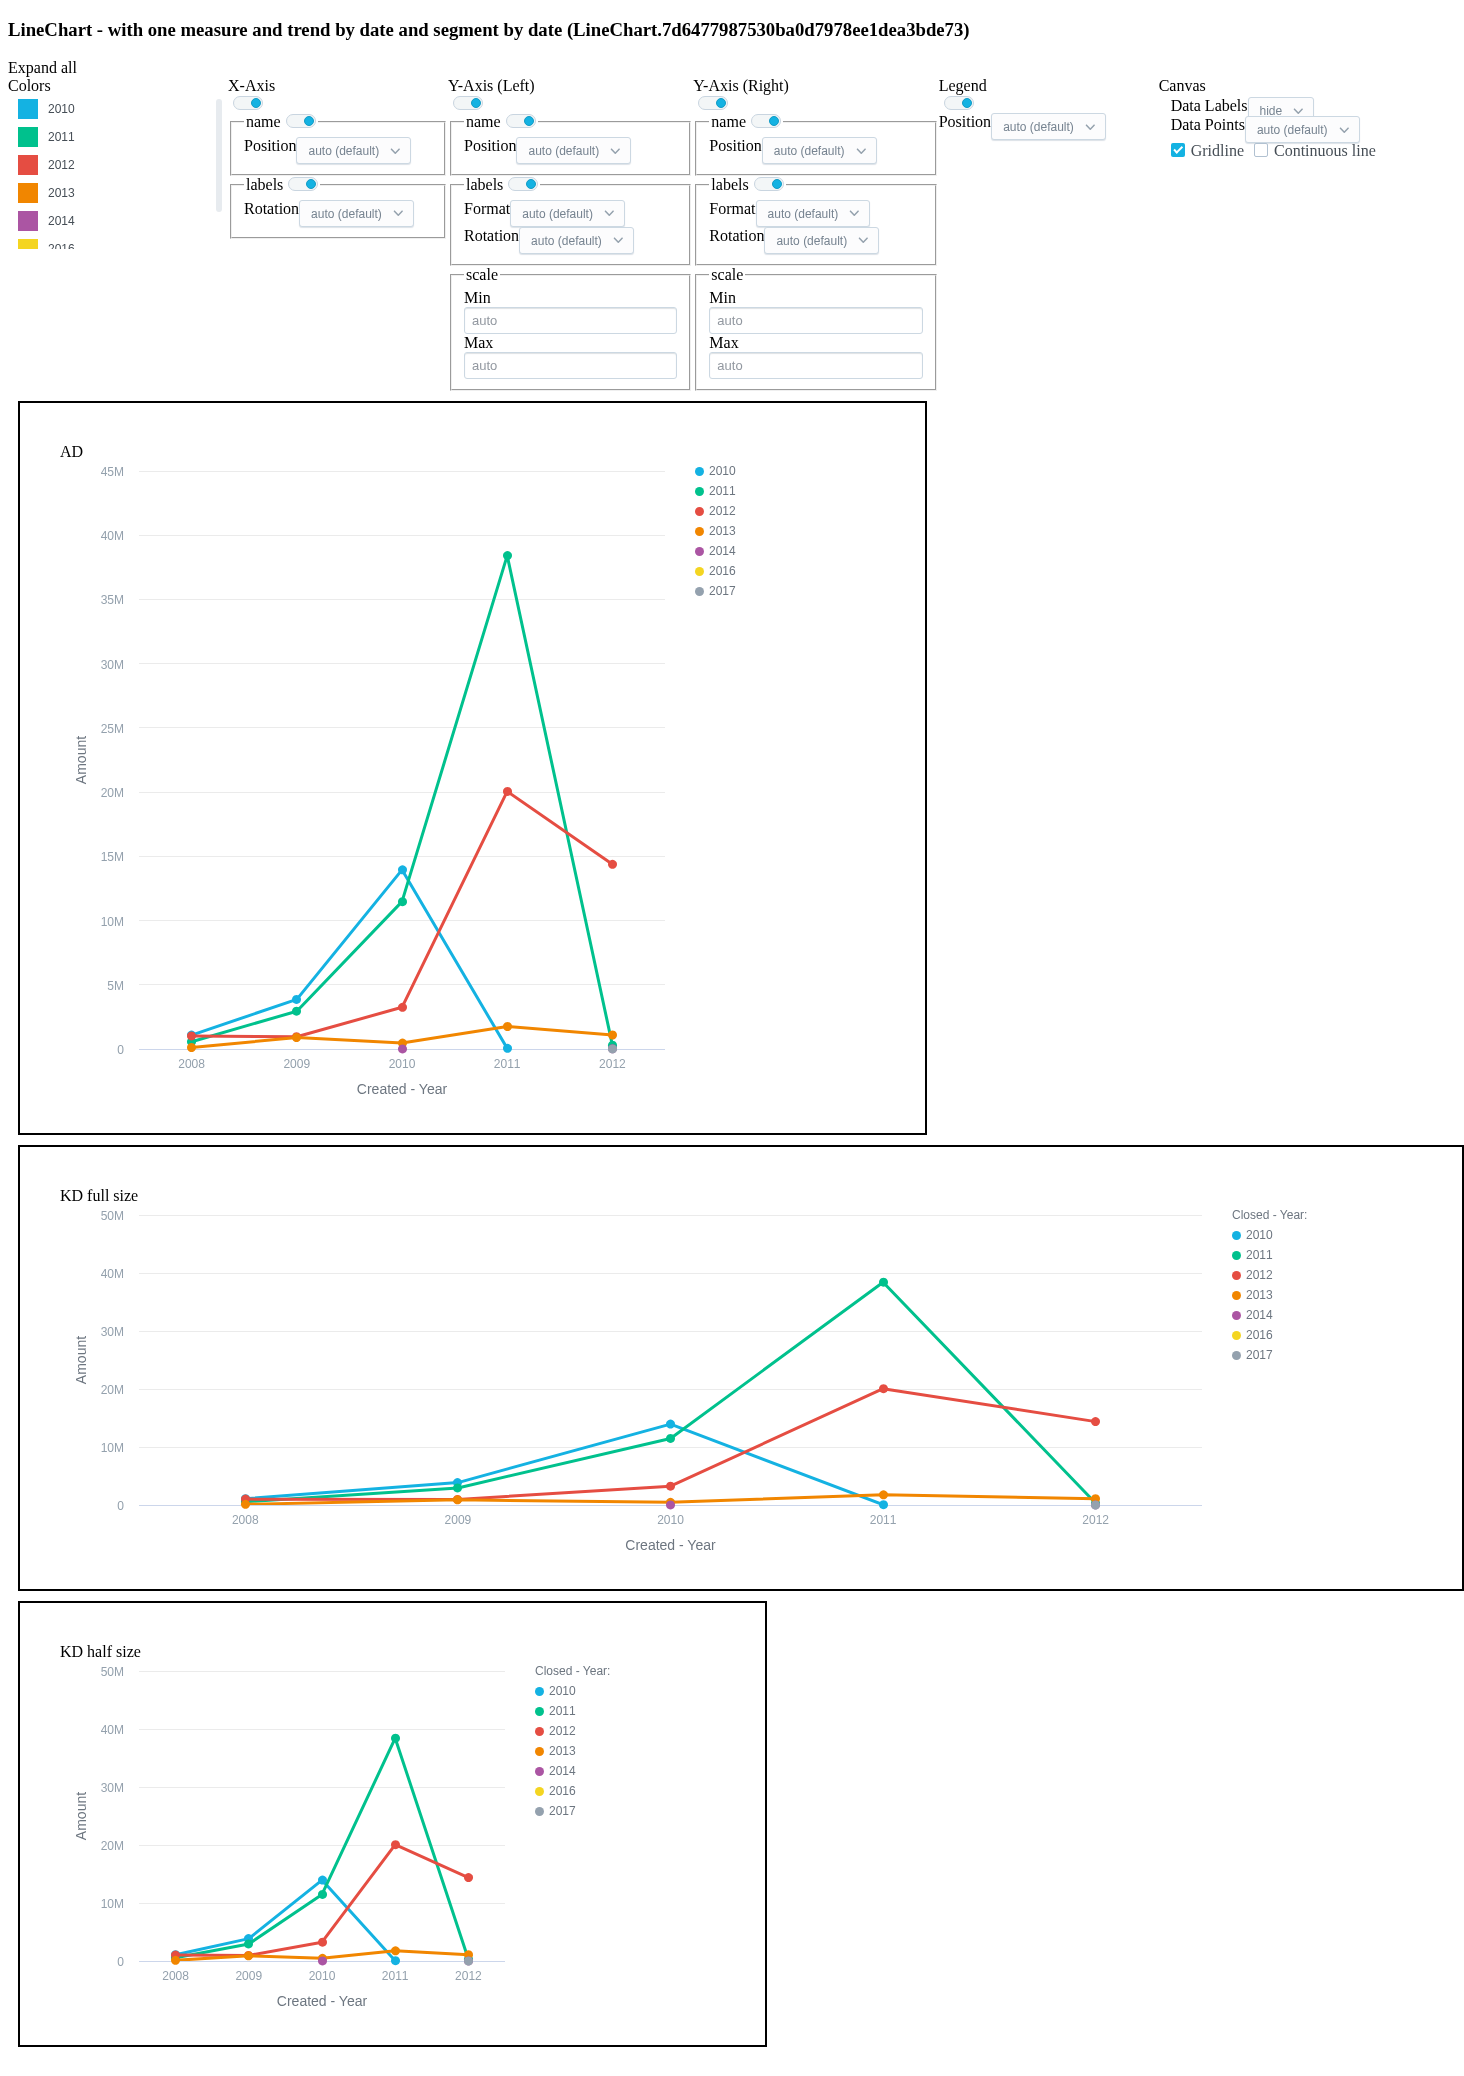 LineChart - with one measure and trend by date and segment by date (LineChart.7d6477987530ba0d7978ee1dea3bde73)
Expand all
Colors
2010
2011
2012
2013
2014
2016
X-Axis
name
Position auto (default)
labels
Rotation auto (default)
Y-Axis (Left)
name
Position auto (default)
labels
Format auto (default)
Rotation auto (default)
scale
Min
auto
Max
auto
Y-Axis (Right)
name
Position auto (default)
labels
Format auto (default)
Rotation auto (default)
scale
Min
auto
Max
auto
Legend
Position auto (default)
Canvas
Data Labels hide
Data Points auto (default)
Gridline Continuous line
AD
45M
40M
35M
30M
25M
20M
15M
10M
5M
0
Amount
2008 2009 2010 2011 2012
Created - Year
2010
2011
2012
2013
2014
2016
2017
KD full size
50M
40M
30M
20M
10M
0
Amount
2008 2009 2010 2011 2012
Created - Year
Closed - Year:
2010
2011
2012
2013
2014
2016
2017
KD half size
50M
40M
30M
20M
10M
0
Amount
2008 2009 2010 2011 2012
Created - Year
Closed - Year:
2010
2011
2012
2013
2014
2016
2017